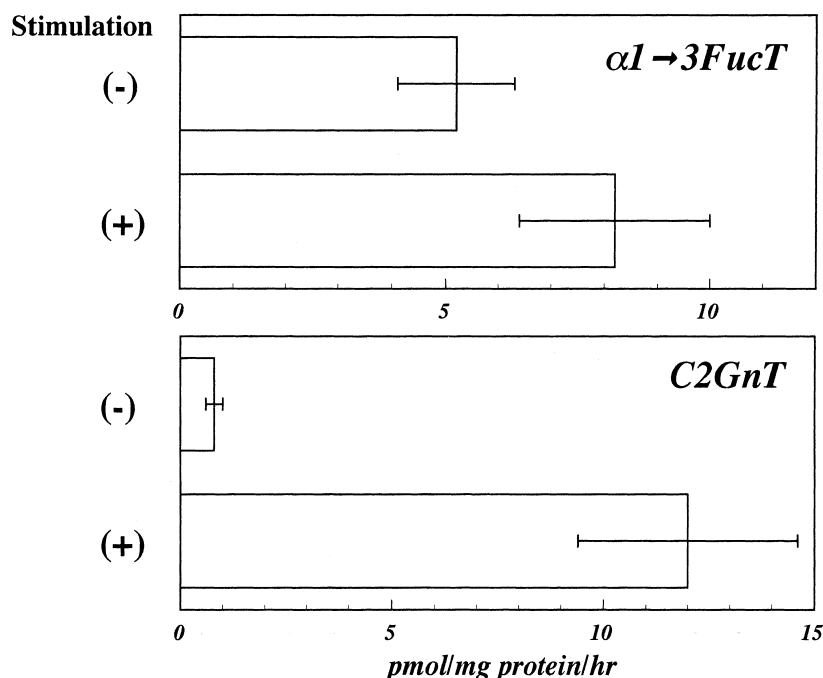 Stimulation
α1→3FucT
(-)
(+)
0 5 10
C2GnT
(-)
(+)
0 5 10 15
pmol/mg protein/hr